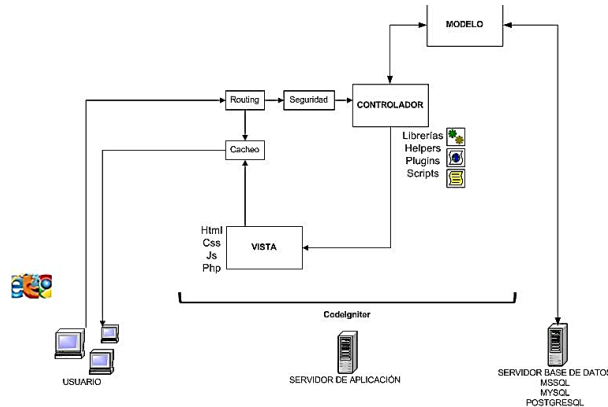 MODELO
Routing
Seguridad
CONTROLADOR
Librerías
Helpers
Plugins
Scripts
Cacheo
Html
Css
Js
Php
VISTA
CodeIgniter
USUARIO
SERVIDOR DE APLICACIÓN
SERVIDOR BASE DE DATOS
MSSQL
MYSQL
POSTGRESQL